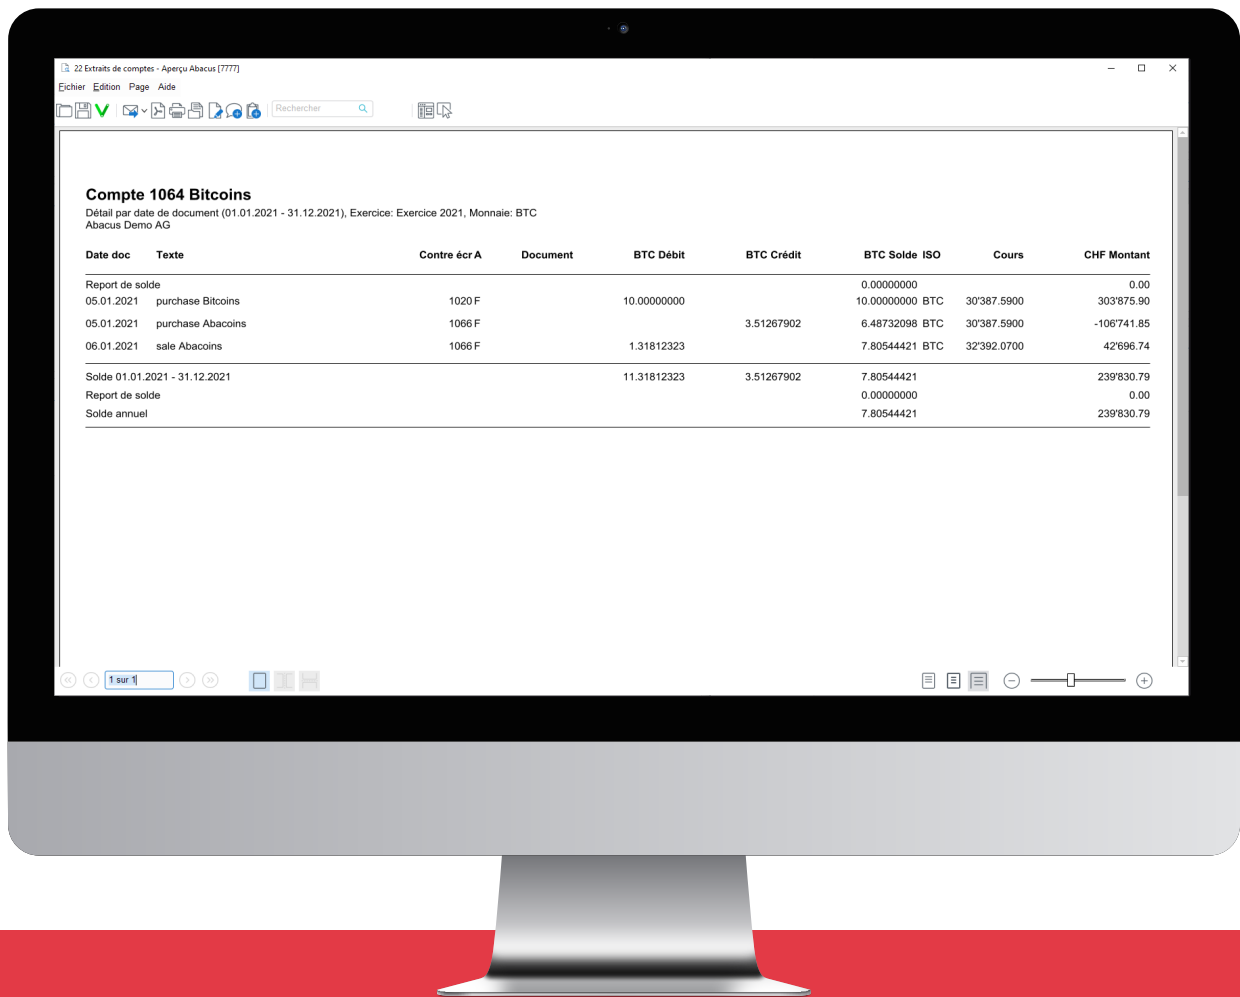 22 Extraits de comptes - Aperçu Abacus [7777]
Fichier Edition Page Aide
Rechercher
Compte 1064 Bitcoins
Détail par date de document (01.01.2021 - 31.12.2021), Exercice: Exercice 2021, Monnaie: BTC
Abacus Demo AG
Date doc Texte Contre écr A Document BTC Débit BTC Crédit BTC Solde ISO Cours CHF Montant
Report de solde 0.00000000 0.00
05.01.2021 purchase Bitcoins 1020 F 10.00000000 10.00000000 BTC 30'387.5900 303'875.90
05.01.2021 purchase Abacoins 1066 F 3.51267902 6.48732098 BTC 30'387.5900 -106'741.85
06.01.2021 sale Abacoins 1066 F 1.31812323 7.80544421 BTC 32'392.0700 42'696.74
Solde 01.01.2021 - 31.12.2021 11.31812323 3.51267902 7.80544421 239'830.79
Report de solde 0.00000000 0.00
Solde annuel 7.80544421 239'830.79
1 sur 1